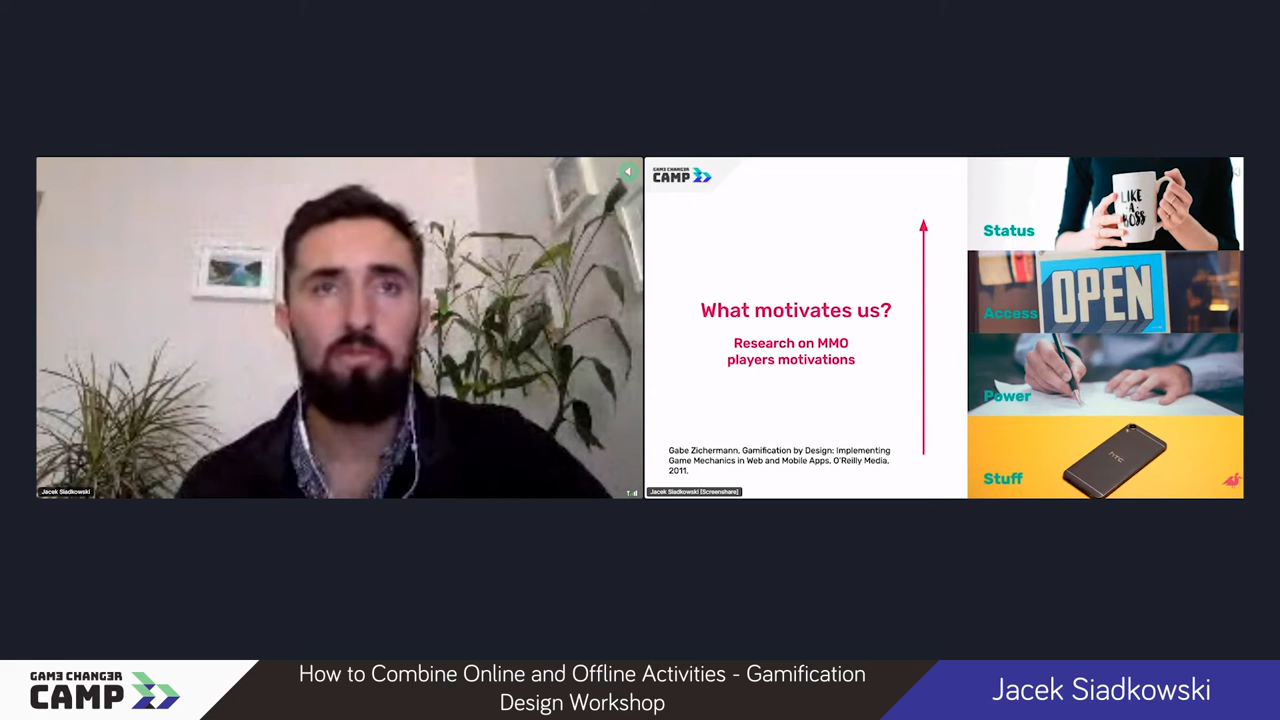 GAME CHANGER
CAMP
Status
LIKE
A
BOSS
OPEN
Access
What motivates us?
Research on MMO
players motivations
Power
Gabe Zichermann, Gamification by Design: Implementing
Game Mechanics in Web and Mobile Apps, O'Reilly Media,
2011.
hTC
Stuff
Jacek Siadkowski
Jacek Siadkowski [Screenshare]
GAM3 CHANG3R
CAMP
How to Combine Online and Offline Activities - Gamification
Design Workshop
Jacek Siadkowski